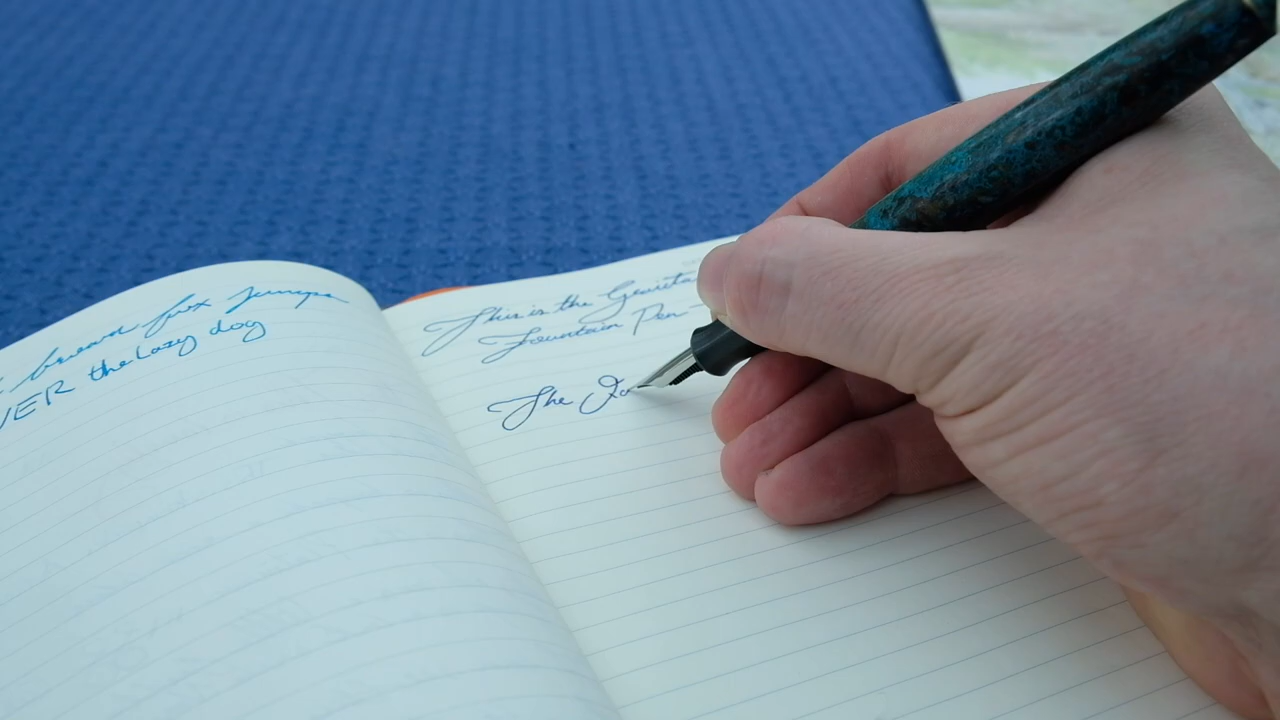 brown fox jumps
VER the lazy dog
This is the
Fountain Pen
The